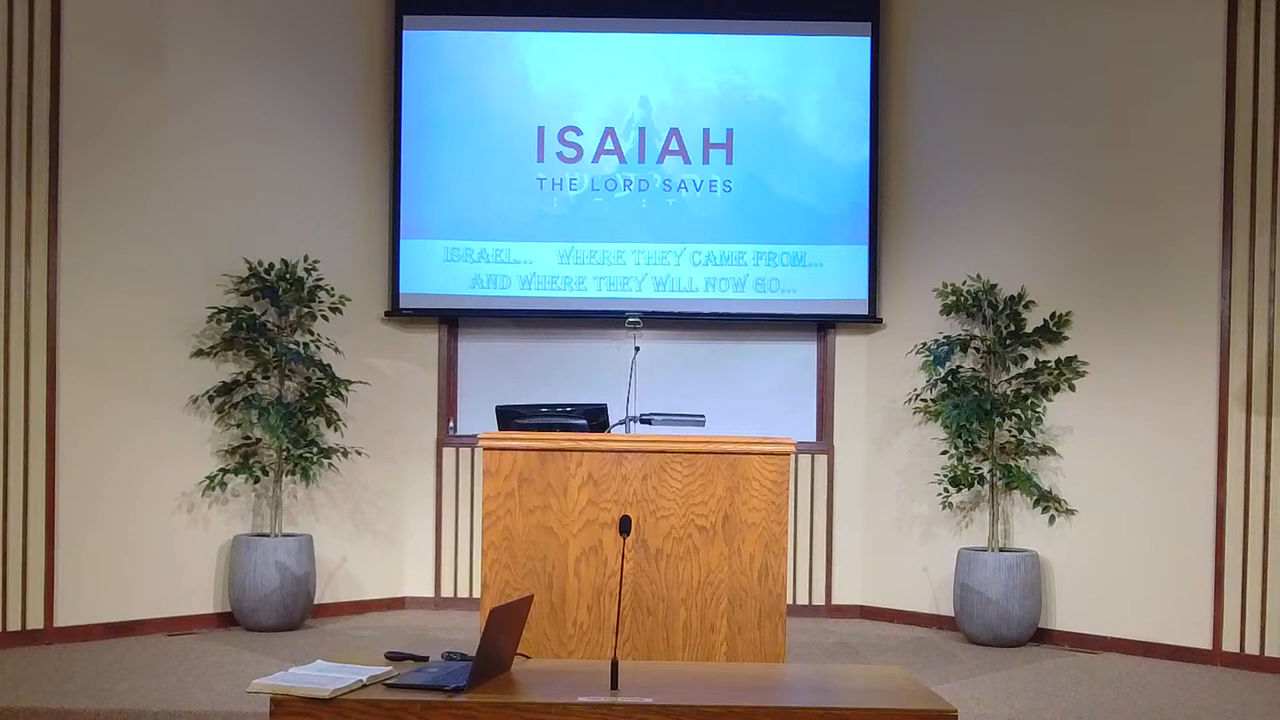 ISAIAH
THE LORD SAVES
ISRAEL... WHERE THEY CAME FROM...
AND WHERE THEY WILL NOW GO...